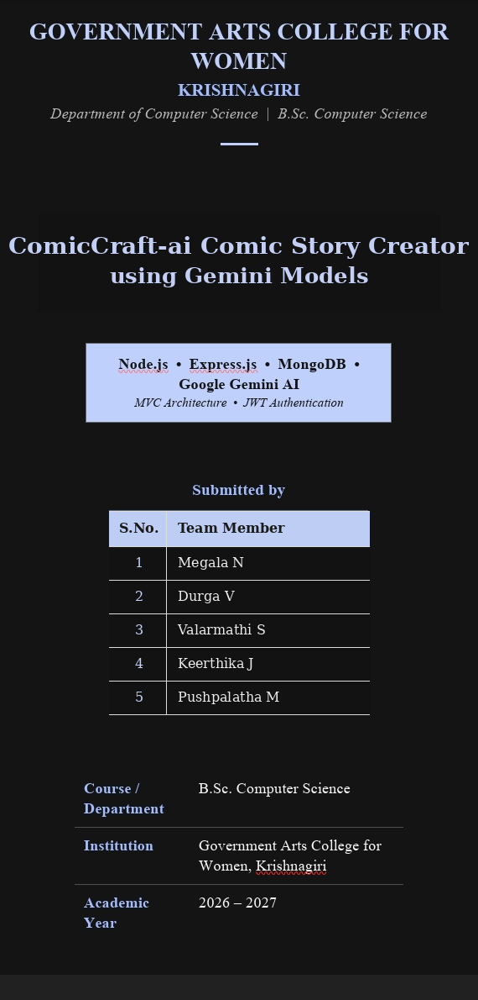 GOVERNMENT ARTS COLLEGE FOR
WOMEN
KRISHNAGIRI
Department of Computer Science | B.Sc. Computer Science
ComicCraft-ai Comic Story Creator
using Gemini Models
Node.js • Express.js • MongoDB •
Google Gemini AI
MVC Architecture • JWT Authentication
Submitted by
S.No. Team Member
1 Megala N
2 Durga V
3 Valarmathi S
4 Keerthika J
5 Pushpalatha M
Course / B.Sc. Computer Science
Department
Institution Government Arts College for
Women, Krishnagiri
Academic 2026 – 2027
Year